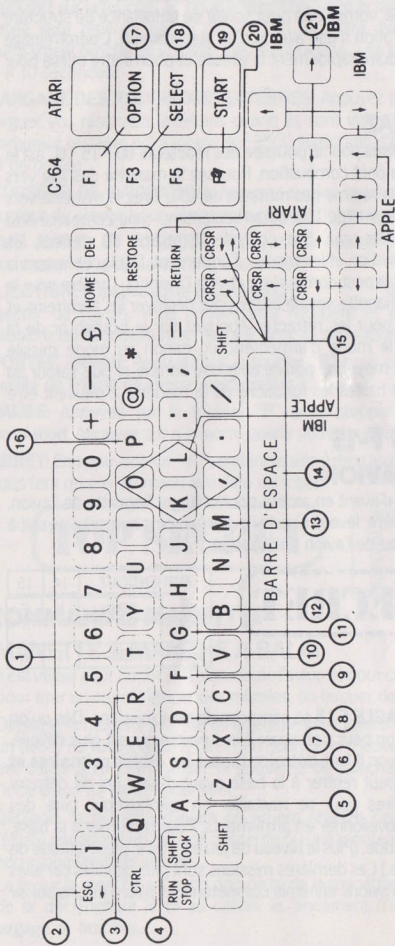 1
2
16
17
18
19
20
21
IBM
IBM
C-64 ATARI
ESC ← 1 2 3 4 5 6 7 8 9 0 + — £ HOME DEL
F1 OPTION
CTRL Q W E R T Y U I O P @ * RESTORE
F3 SELECT
RUN STOP SHIFT LOCK A S D F G H J K L : ; = RETURN
F5 START
SHIFT Z X C V B N M , . / SHIFT
CRSR ↑↓ CRSR ←→
BARRE D'ESPACE
IBM
APPLE
ATARI
CRSR ← CRSR ↓
CRSR → CRSR ↑
← ↓ → ↑
IBM
APPLE
3
4
5
6
7
8
9
10
11
12
13
14
15